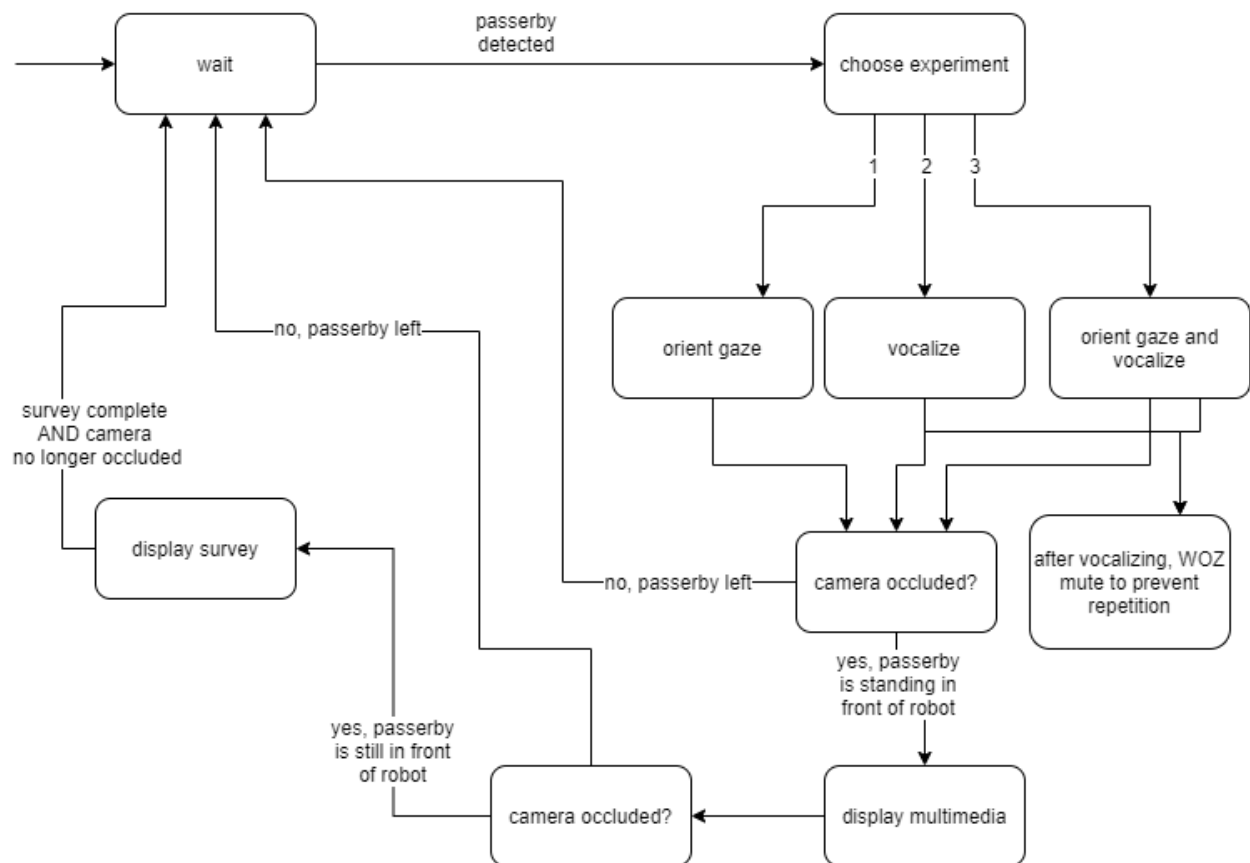 passerby
detected
wait
choose experiment
1
2
3
orient gaze
vocalize
orient gaze and
vocalize
no, passerby left
survey complete
AND camera
no longer occluded
display survey
no, passerby left
camera occluded?
after vocalizing, WOZ
mute to prevent
repetition
yes, passerby
is standing in
front of robot
yes, passerby
is still in front
of robot
camera occluded?
display multimedia